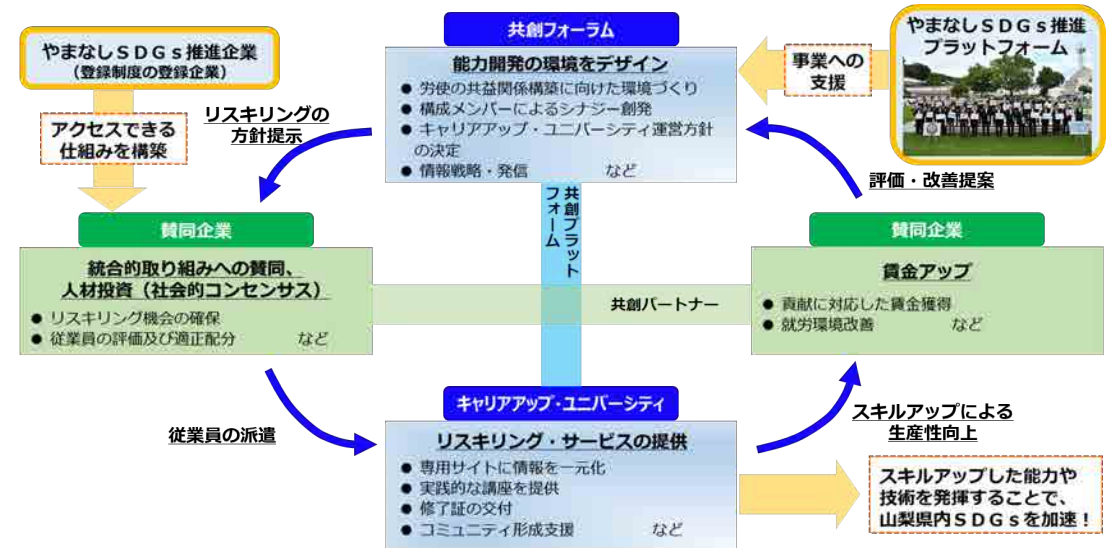 やまなしＳＤＧｓ推進企業
（登録制度の登録企業）
アクセスできる
仕組みを構築
リスキリングの
方針提示
共創フォーラム
能力開発の環境をデザイン
● 労使の共益関係構築に向けた環境づくり
● 構成メンバーによるシナジー創発
● キャリアアップ・ユニバーシティ運営方針
の決定
● 情報戦略・発信　　　　など
事業への
支援
やまなしＳＤＧｓ推進
プラットフォーム
評価・改善提案
共創プラット
フォーム
賛同企業
統合的取り組みへの賛同、
人材投資（社会的コンセンサス）
● リスキリング機会の確保
● 従業員の評価及び適正配分　　　など
共創パートナー
賛同企業
賃金アップ
● 貢献に対応した賃金獲得
● 就労環境改善　　　　など
従業員の派遣
キャリアアップ・ユニバーシティ
リスキリング・サービスの提供
● 専用サイトに情報を一元化
● 実践的な講座を提供
● 修了証の交付
● コミュニティ形成支援　　　　など
スキルアップによる
生産性向上
スキルアップした能力や
技術を発揮することで、
山梨県内ＳＤＧｓを加速！